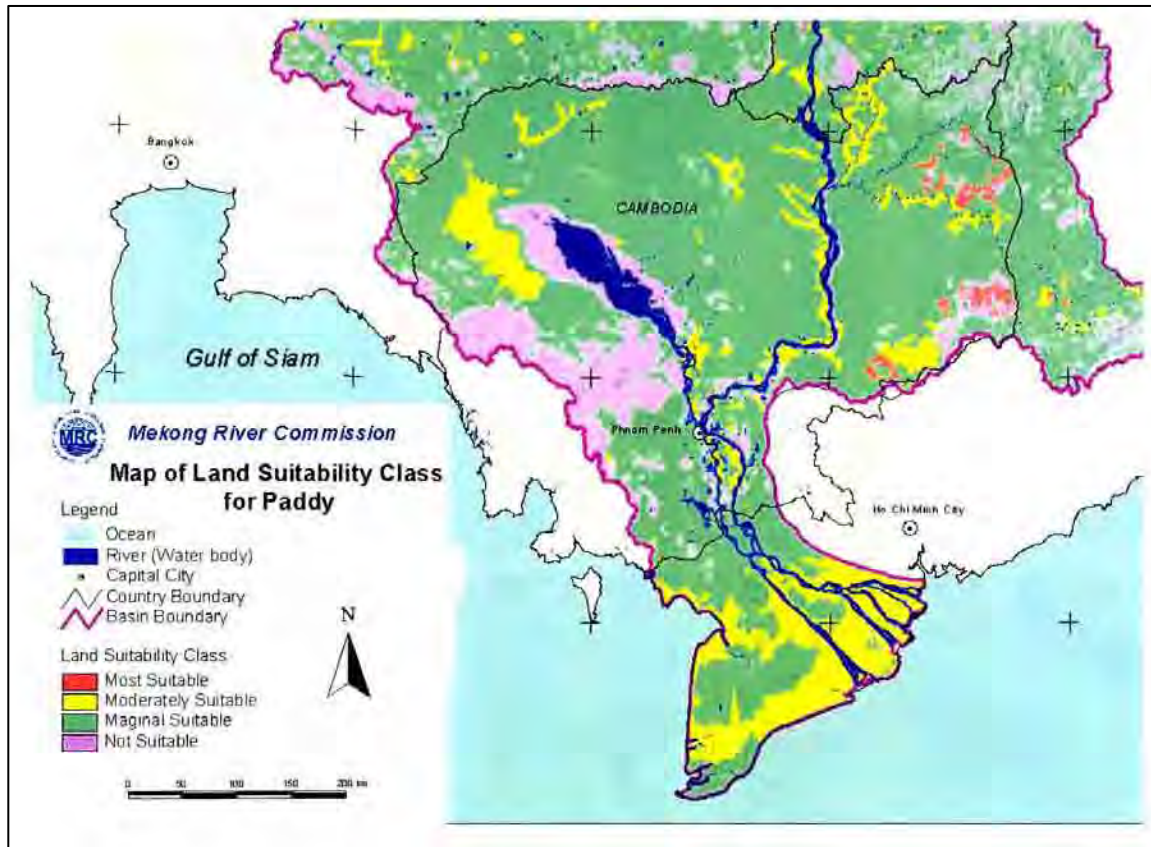 Bangkok
CAMBODIA
Gulf of Siam
Phnom Penh
Ho Chi Minh City
MRC
Mekong River Commission
Map of Land Suitability Class
for Paddy
Legend
Ocean
River (Water body)
Capital City
Country Boundary
Basin Boundary
N
Land Suitability Class
Most Suitable
Moderately Suitable
Maginal Suitable
Not Suitable
0 50 100 150 200 km